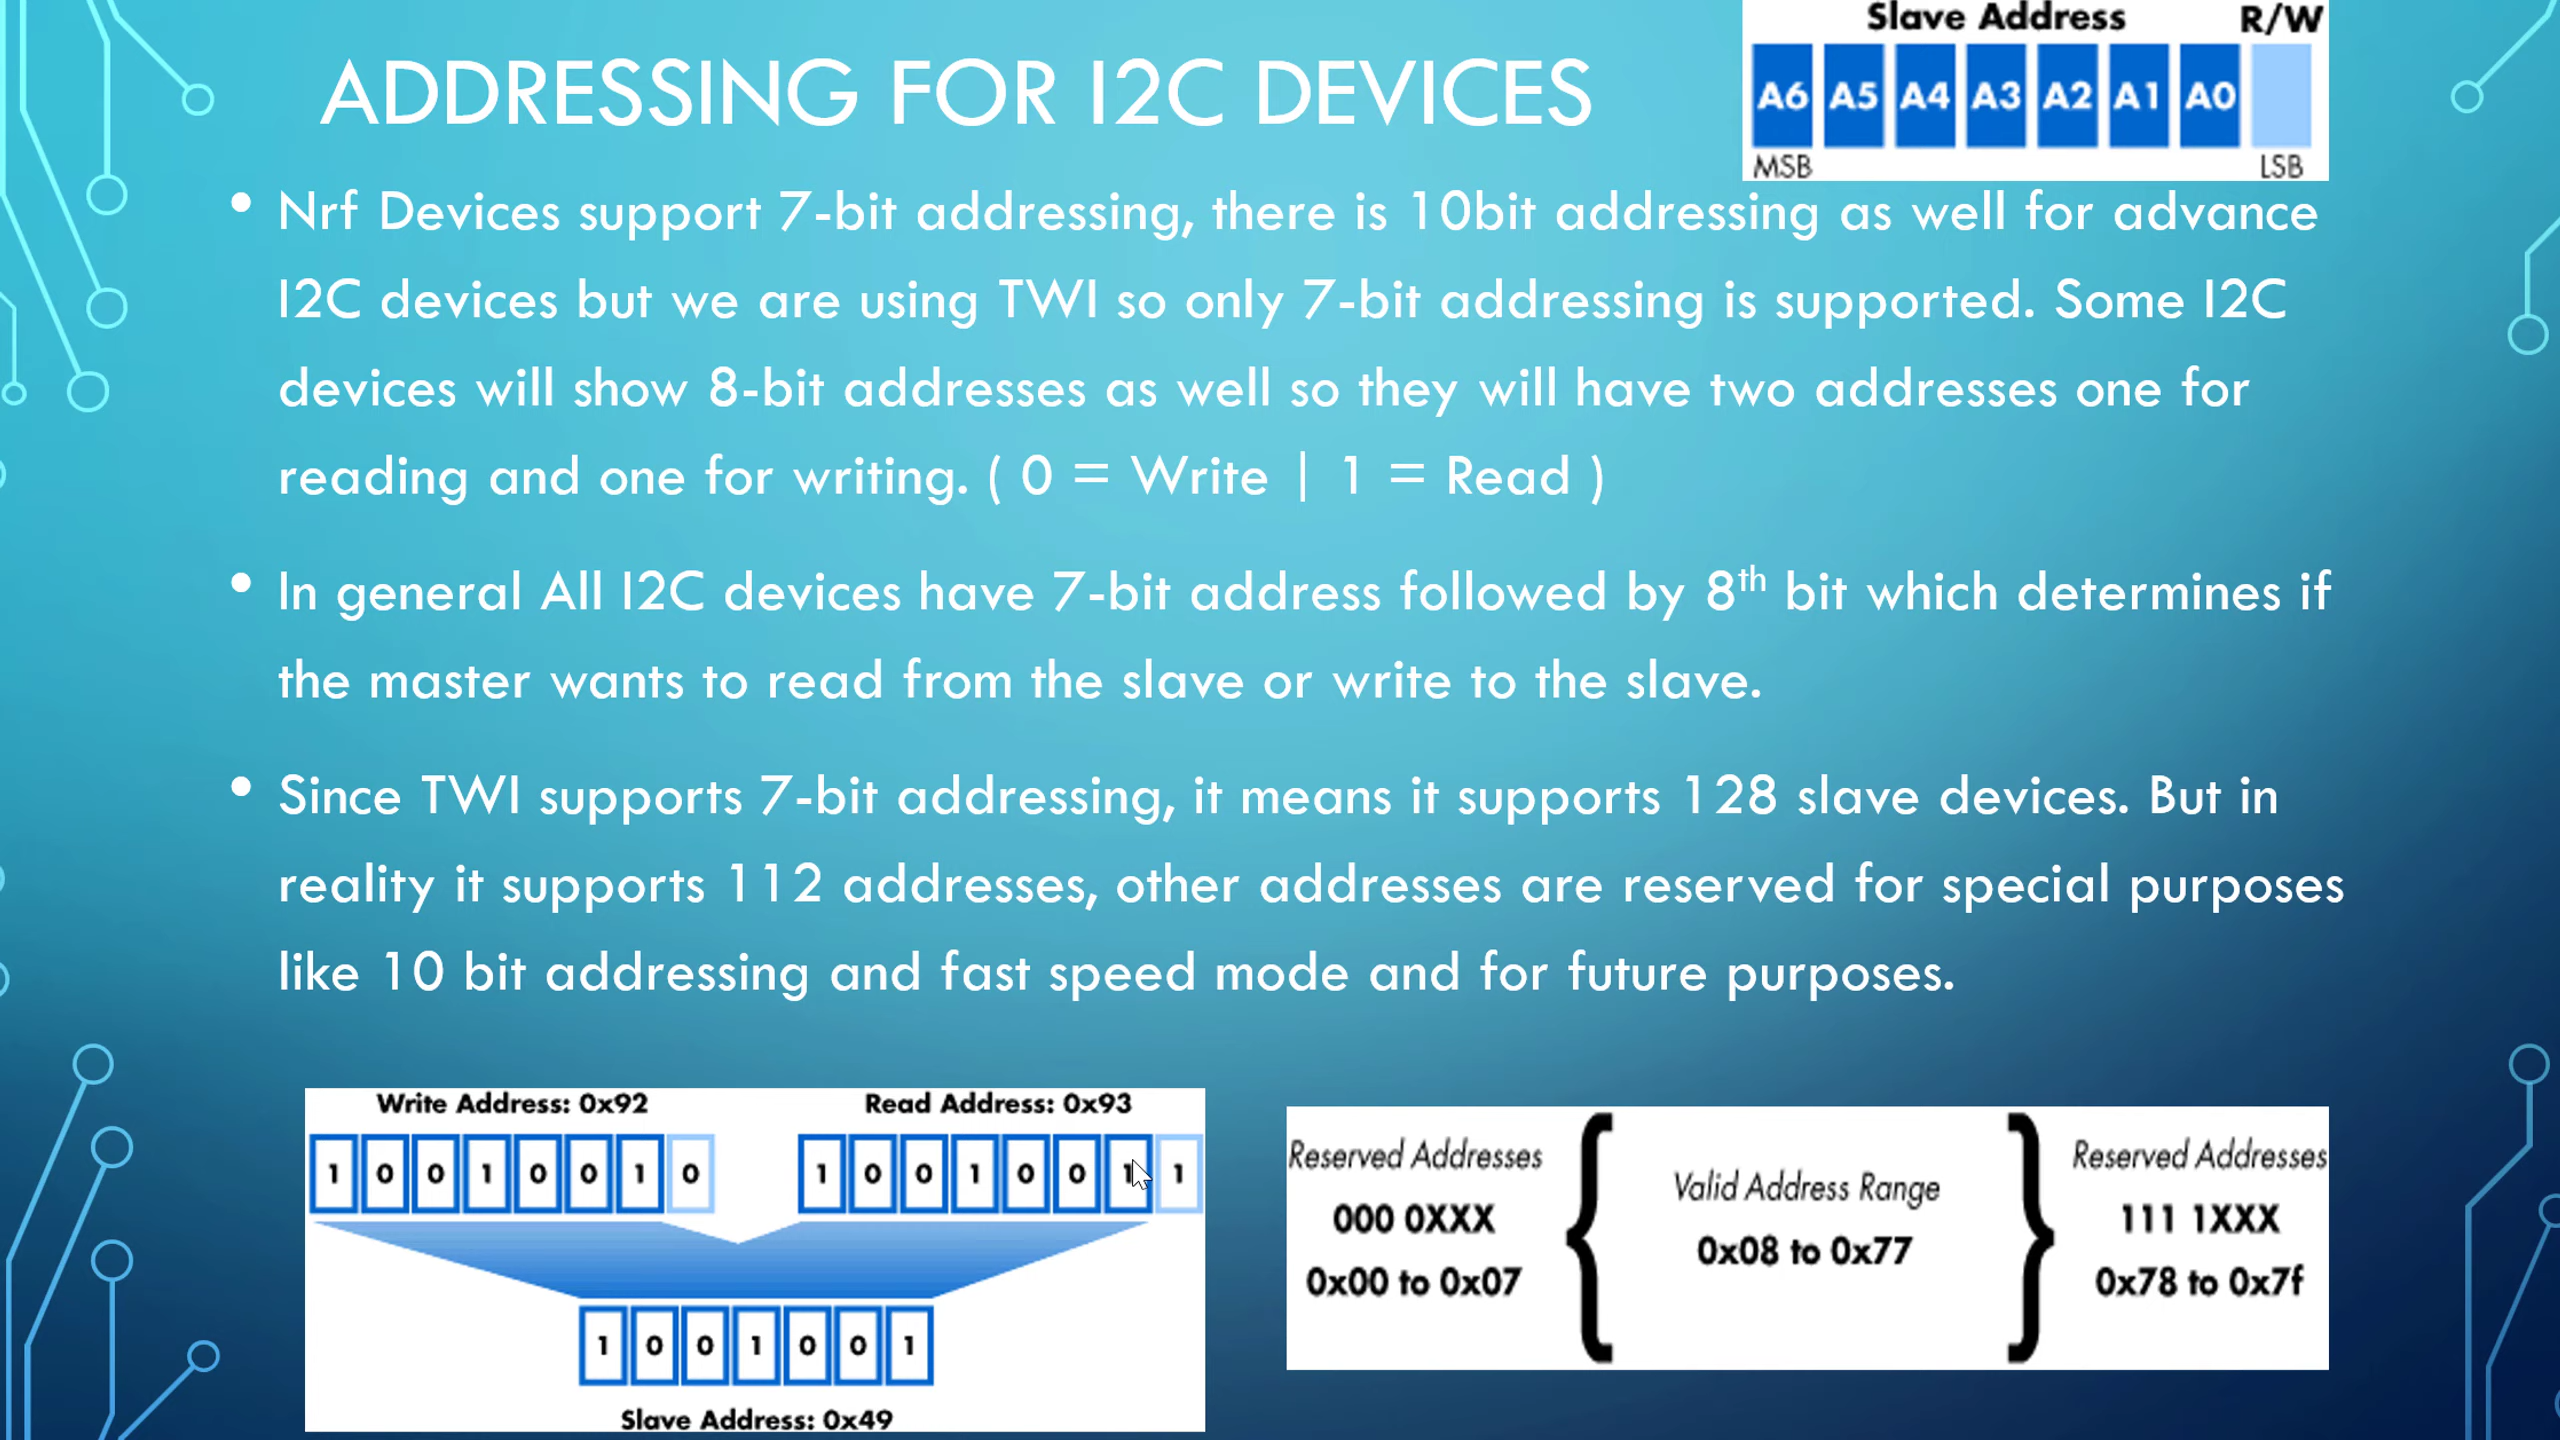 Slave Address R/W
A6 A5 A4 A3 A2 A1 A0
MSB LSB
ADDRESSING FOR I2C DEVICES
• Nrf Devices support 7-bit addressing, there is 10bit addressing as well for advance
I2C devices but we are using TWI so only 7-bit addressing is supported. Some I2C
devices will show 8-bit addresses as well so they will have two addresses one for
reading and one for writing. ( 0 = Write | 1 = Read )
• In general All I2C devices have 7-bit address followed by 8th bit which determines if
the master wants to read from the slave or write to the slave.
• Since TWI supports 7-bit addressing, it means it supports 128 slave devices. But in
reality it supports 112 addresses, other addresses are reserved for special purposes
like 10 bit addressing and fast speed mode and for future purposes.
Write Address: 0x92
1 0 0 1 0 0 1 0
Read Address: 0x93
1 0 0 1 0 0 1 1
1 0 0 1 0 0 1
Slave Address: 0x49
Reserved Addresses
000 0XXX
0x00 to 0x07
Valid Address Range
0x08 to 0x77
Reserved Addresses
111 1XXX
0x78 to 0x7f